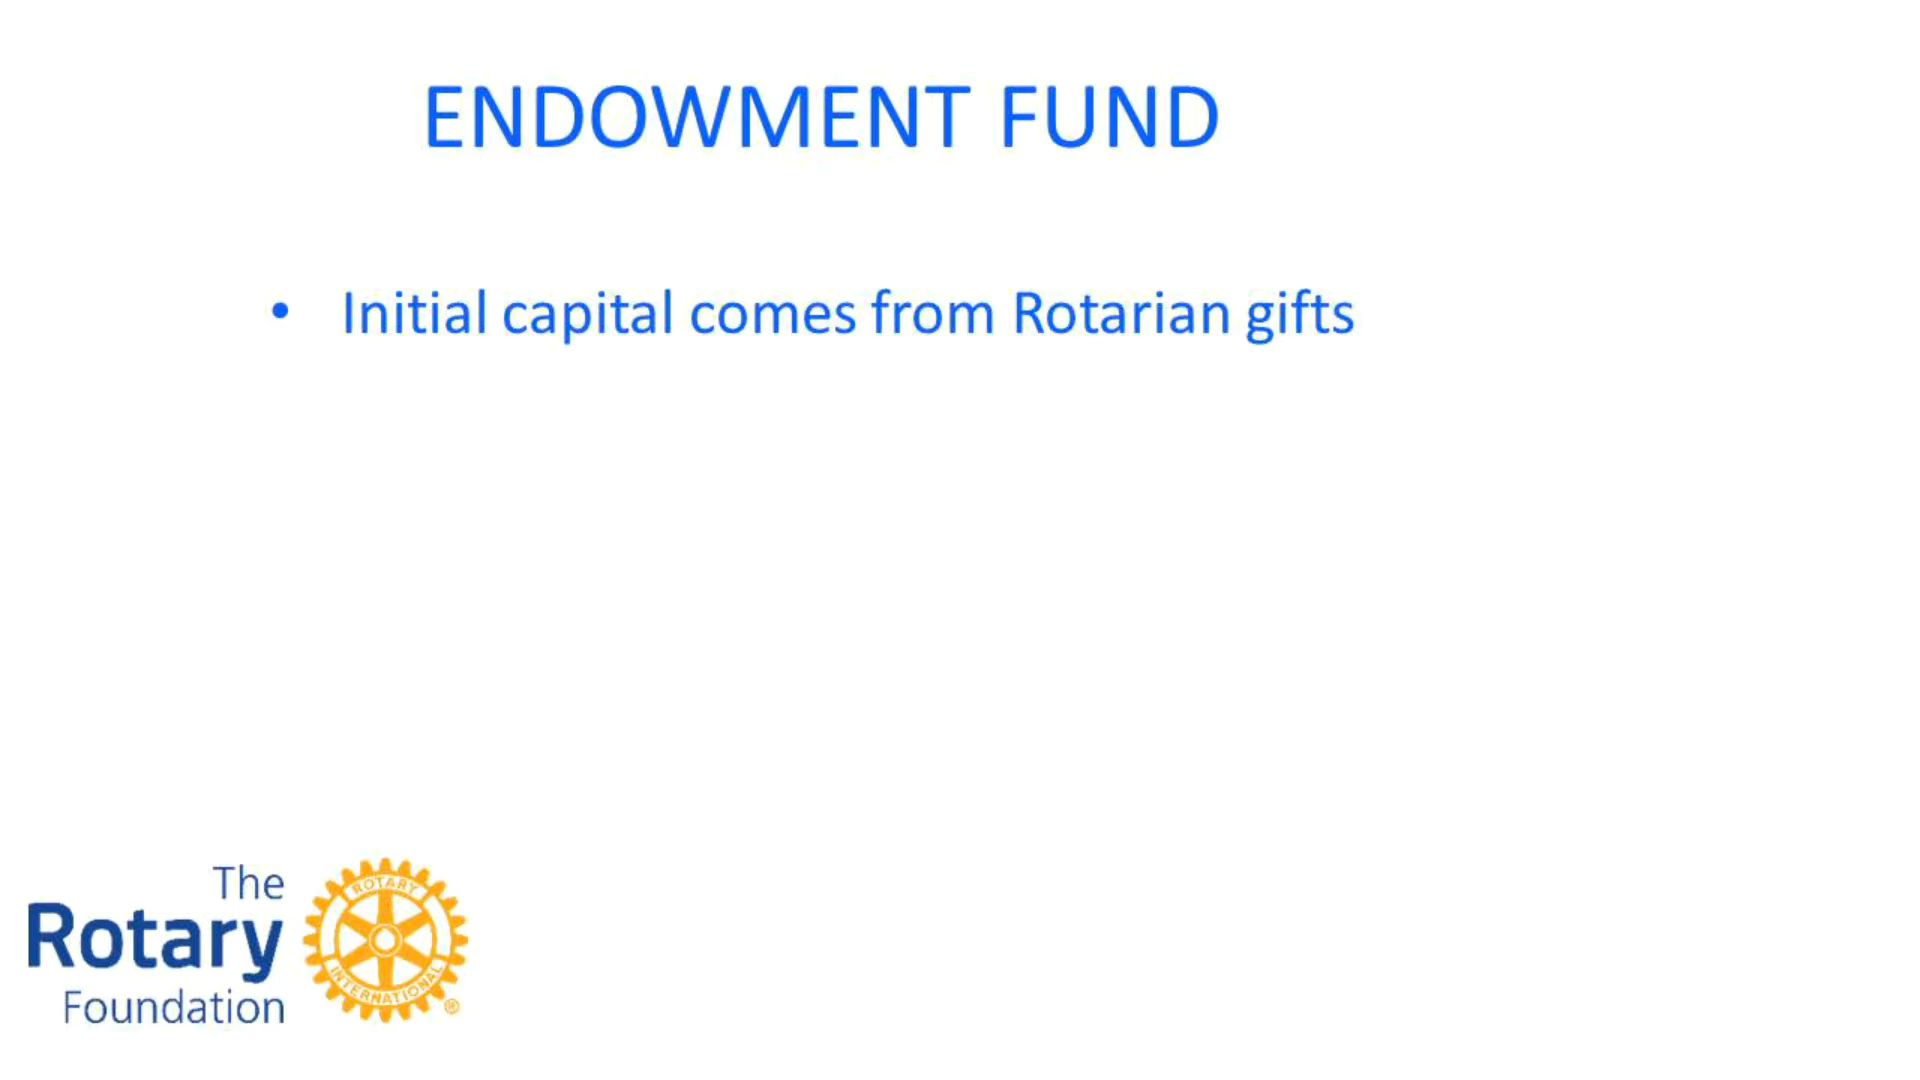 ENDOWMENT FUND
• Initial capital comes from Rotarian gifts
The
Rotary
Foundation
ROTARY
INTERNATIONAL
®